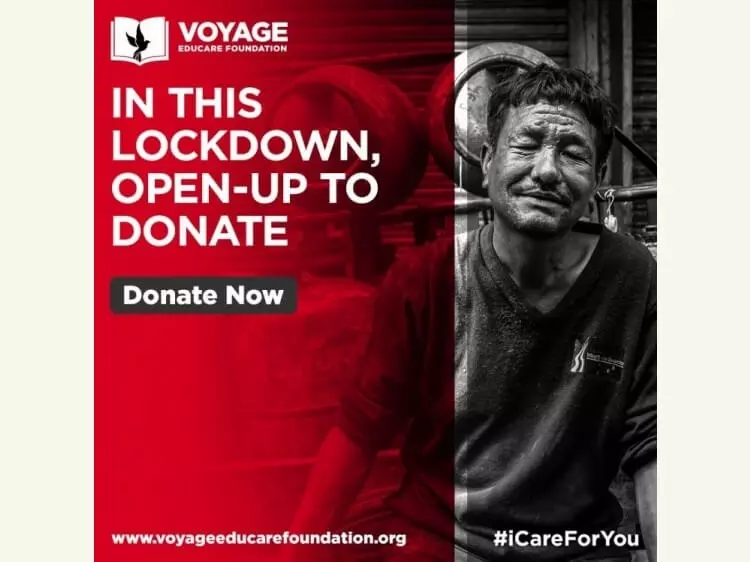 VOYAGE
EDUCARE FOUNDATION
IN THIS
LOCKDOWN,
OPEN-UP TO
DONATE
Donate Now
www.voyageeducarefoundation.org
#iCareForYou